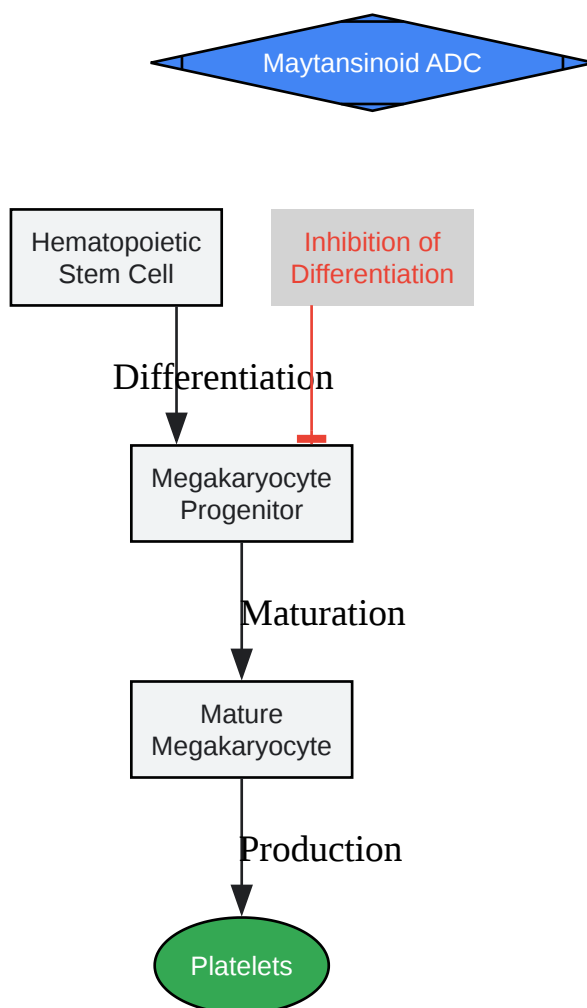 Maytansinoid ADC
Hematopoietic
Stem Cell
Inhibition of
Differentiation
Differentiation
Megakaryocyte
Progenitor
Maturation
Mature
Megakaryocyte
Production
Platelets